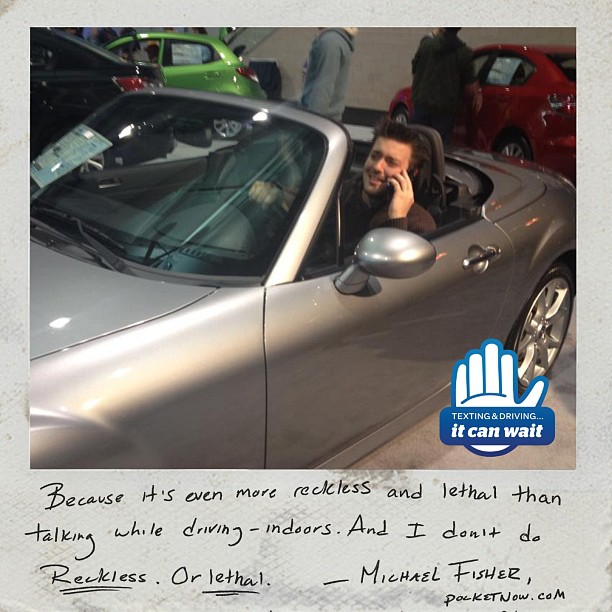 TEXTING & DRIVING...
it can wait
Because it's even more reckless and lethal than
talking while driving - indoors. And I don't do
Reckless. Or lethal. — MICHAEL FISHER,
POCKETNOW.COM